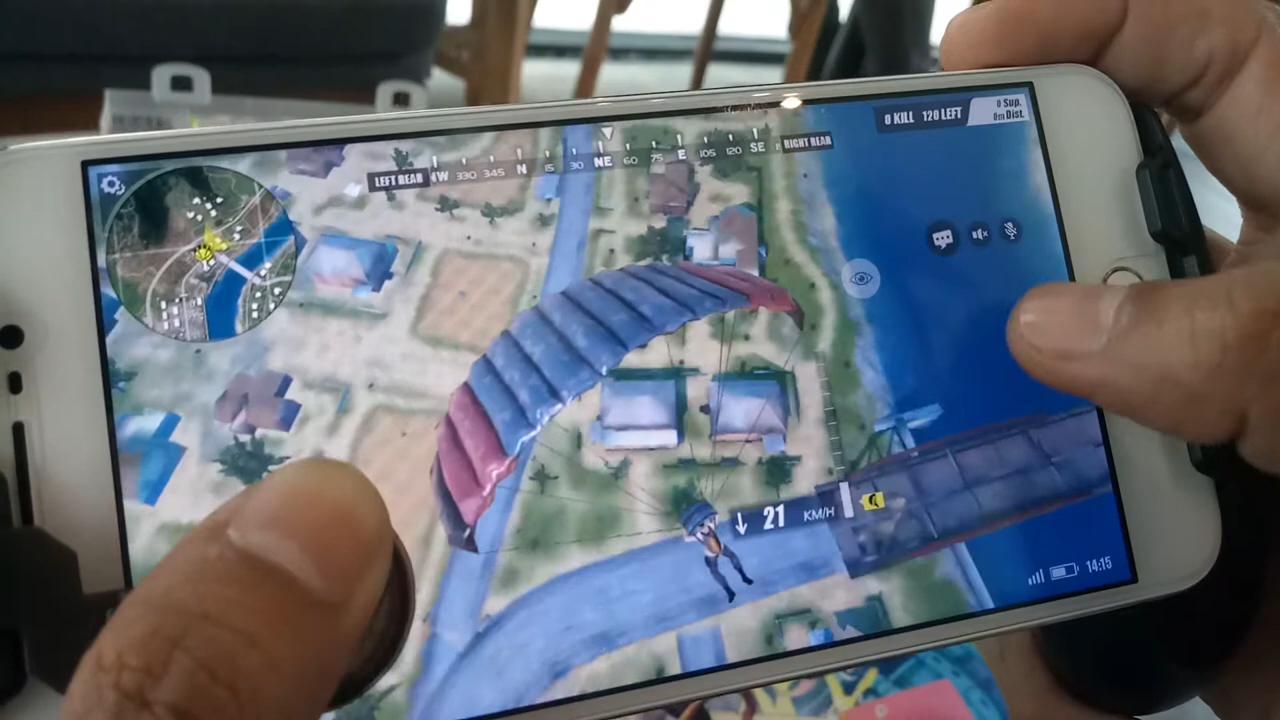 0 KILL 120 LEFT
0 Sup.
0m Dist.
LEFT REAR
330 345 N 15 30 NE 60 75 E 105 120 SE
RIGHT REAR
21 KM/H
14:15